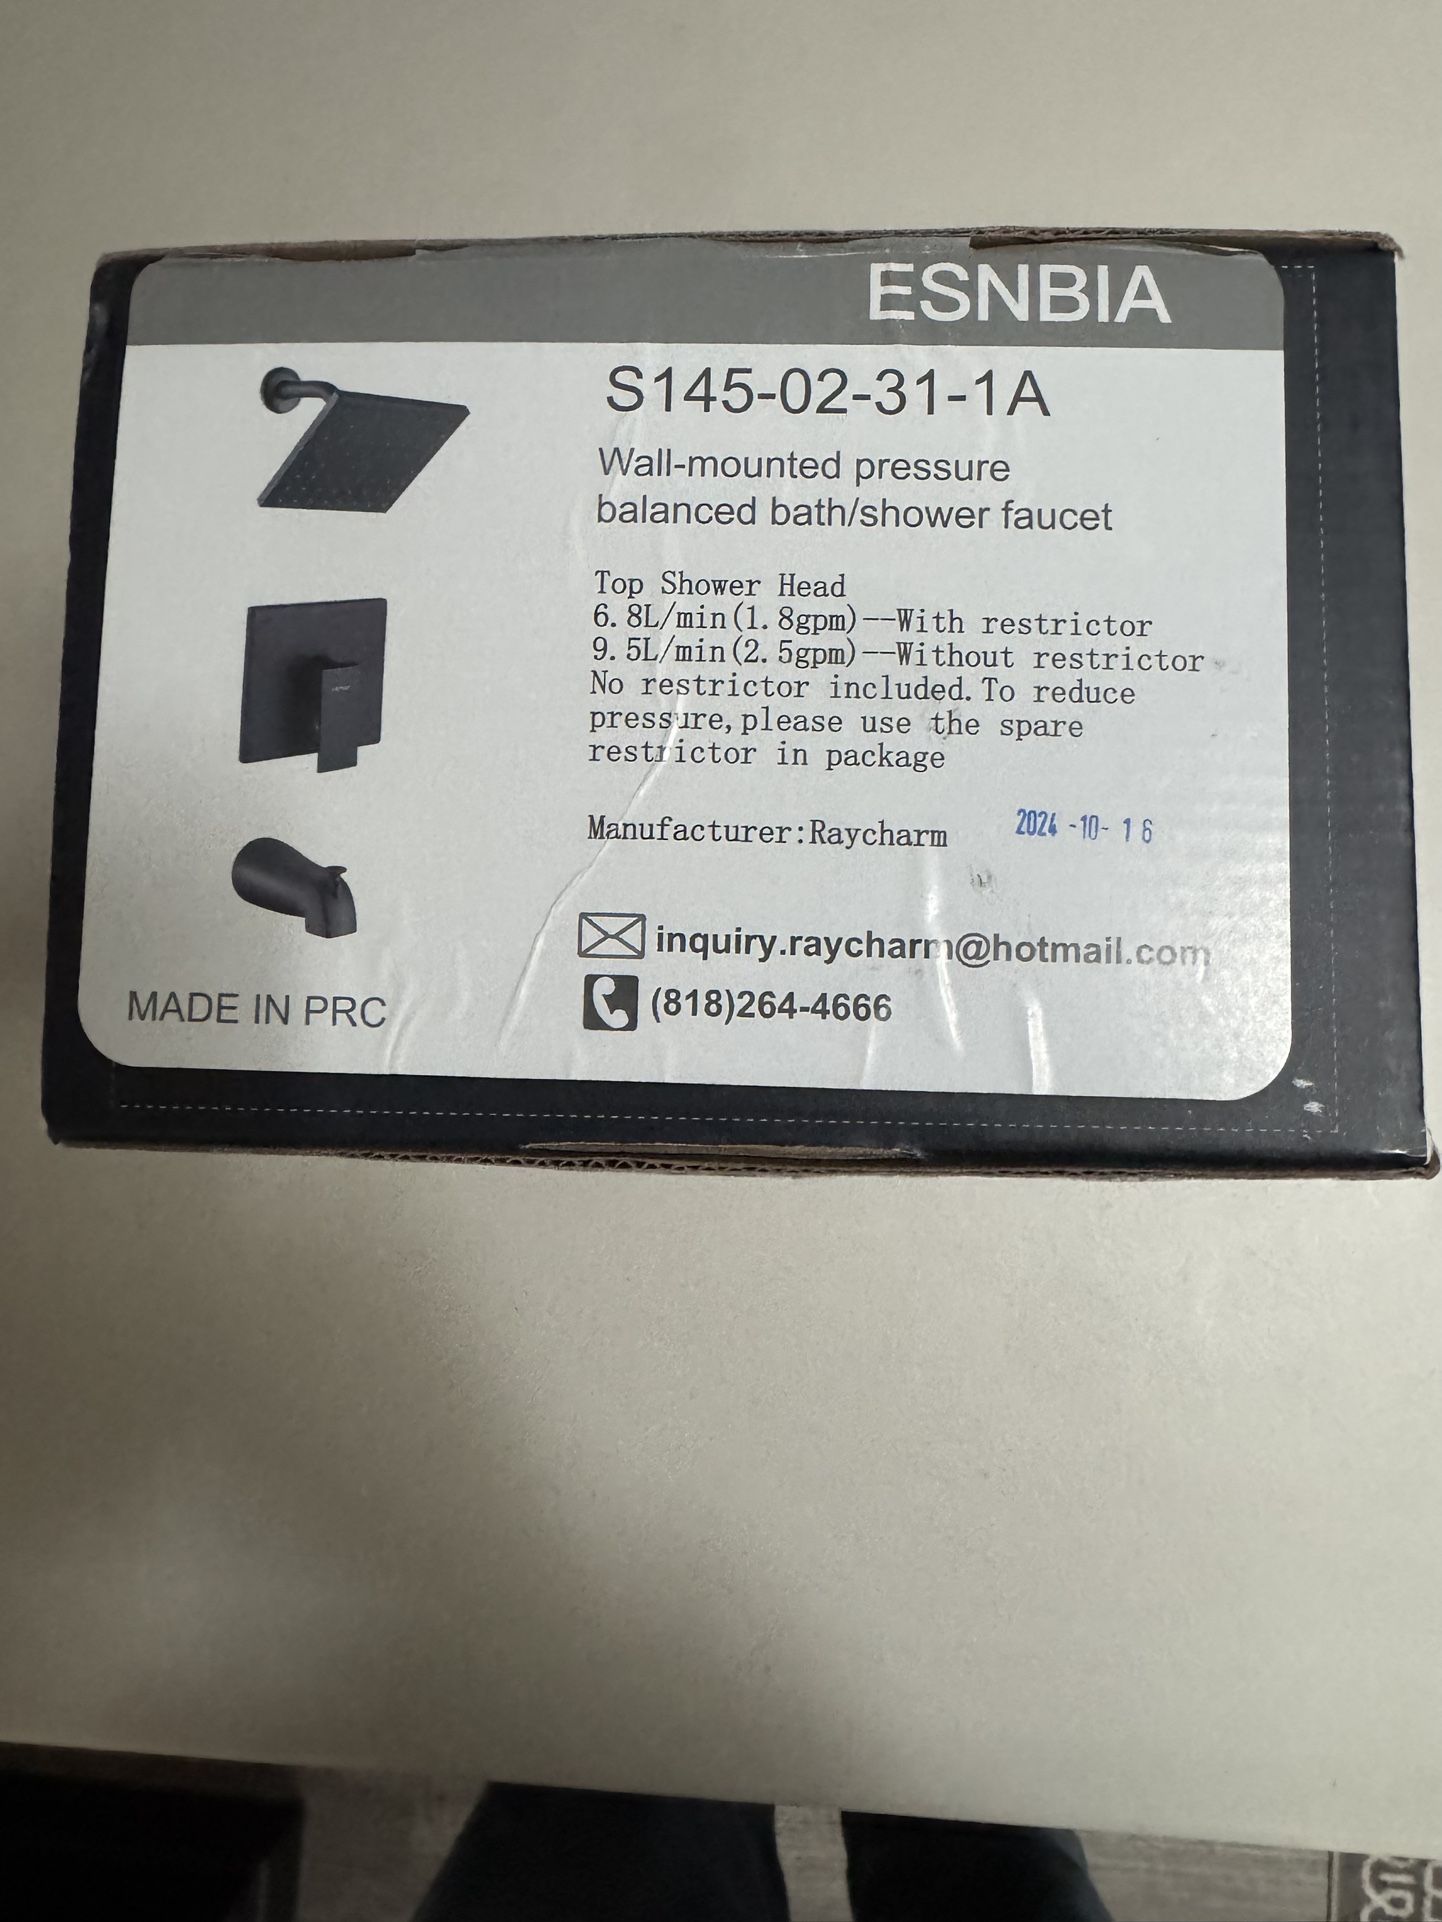 ESNBIA
S145-02-31-1A
Wall-mounted pressure
balanced bath/shower faucet
Top Shower Head
6.8L/min(1.8gpm)--With restrictor
9.5L/min(2.5gpm)--Without restrictor
No restrictor included.To reduce
pressure,please use the spare
restrictor in package
Manufacturer:Raycharm 2024-10-16
inquiry.raycharm@hotmail.com
(818)264-4666
MADE IN PRC